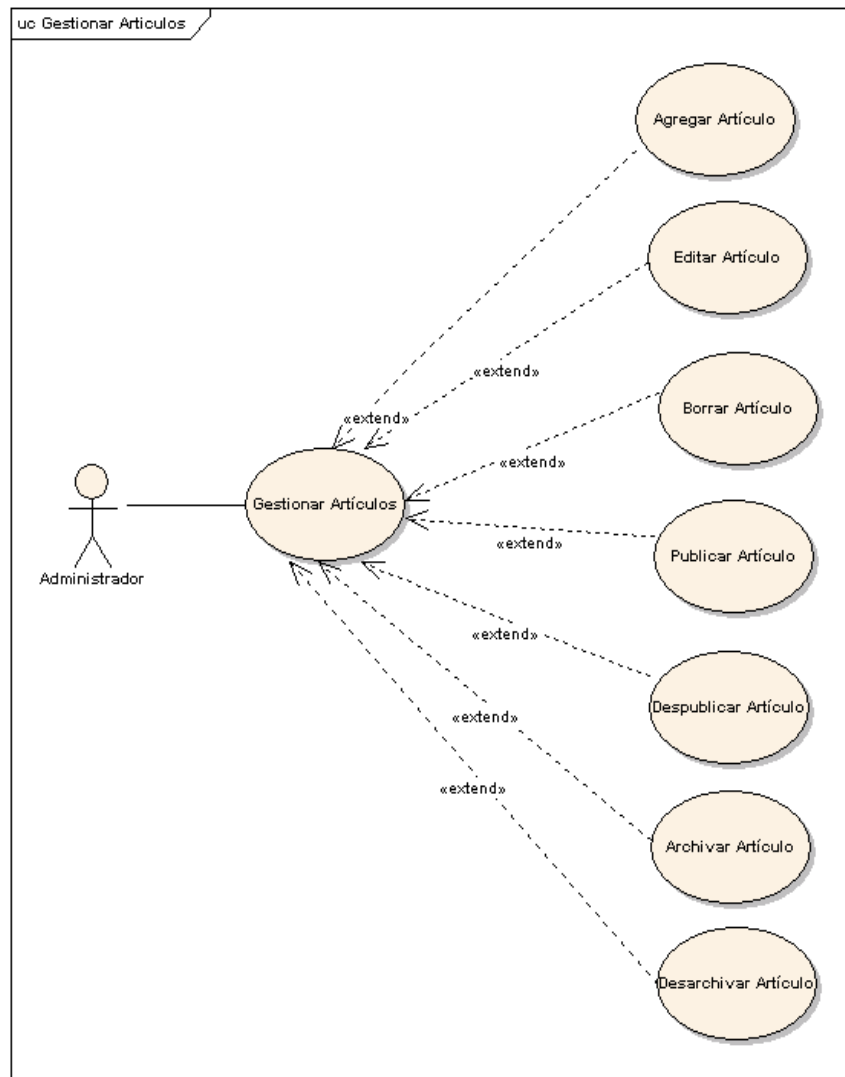 uc Gestionar Articulos
Agregar Artículo
Editar Artículo
«extend»
«extend»
Borrar Artículo
«extend»
Gestionar Artículos
«extend»
Publicar Artículo
Administrador
«extend»
Despublicar Artículo
«extend»
«extend»
Archivar Artículo
Desarchivar Artículo